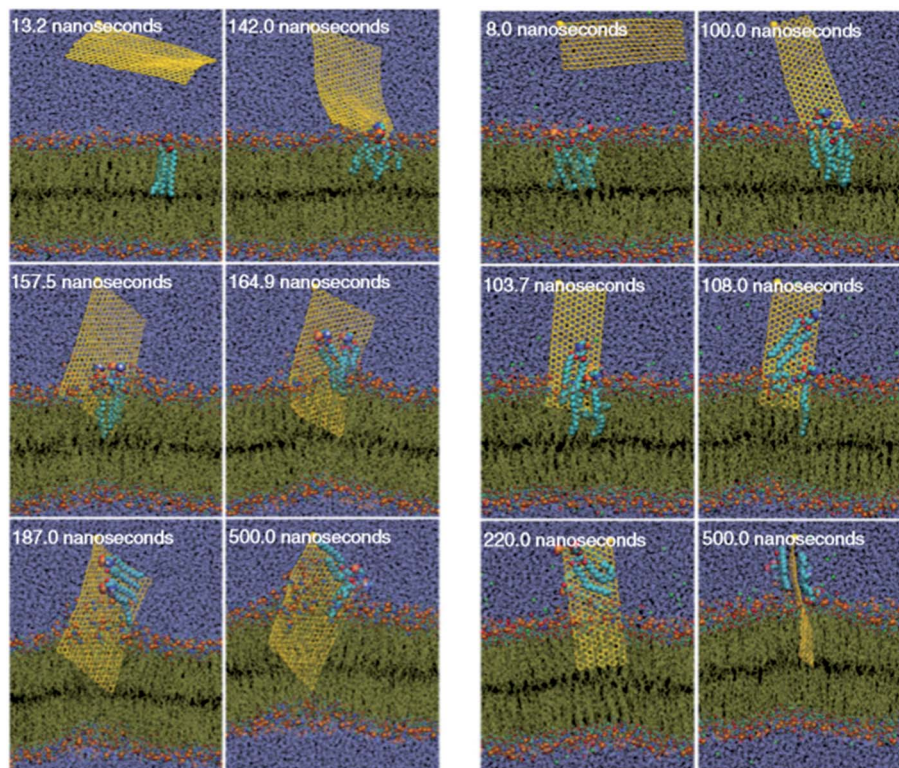 13.2 nanoseconds
142.0 nanoseconds
8.0 nanoseconds
100.0 nanoseconds
157.5 nanoseconds
164.9 nanoseconds
103.7 nanoseconds
108.0 nanoseconds
187.0 nanoseconds
500.0 nanoseconds
220.0 nanoseconds
500.0 nanoseconds